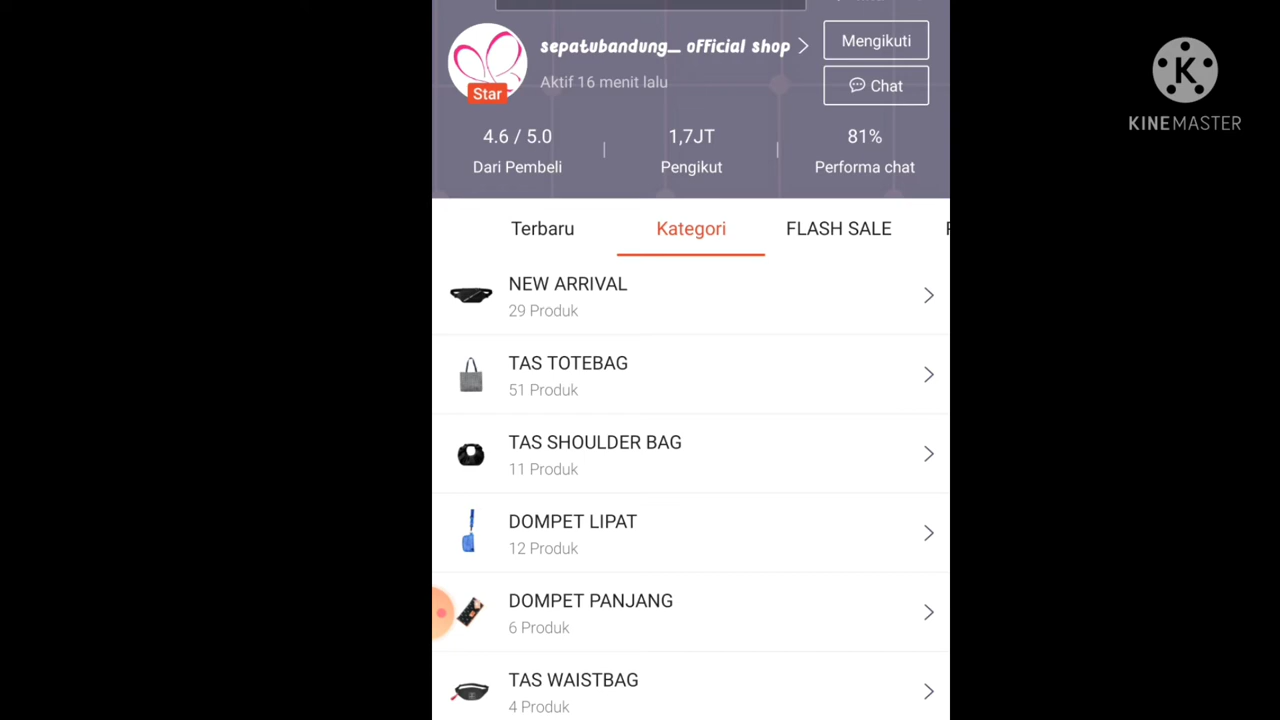 sepatubandung_ official shop
Mengikuti
Star
Aktif 16 menit lalu
Chat
4.6 / 5.0
1,7JT
81%
Dari Pembeli
Pengikut
Performa chat
Terbaru
Kategori
FLASH SALE
NEW ARRIVAL
29 Produk
TAS TOTEBAG
51 Produk
TAS SHOULDER BAG
11 Produk
DOMPET LIPAT
12 Produk
DOMPET PANJANG
6 Produk
TAS WAISTBAG
4 Produk
K
KINEMASTER